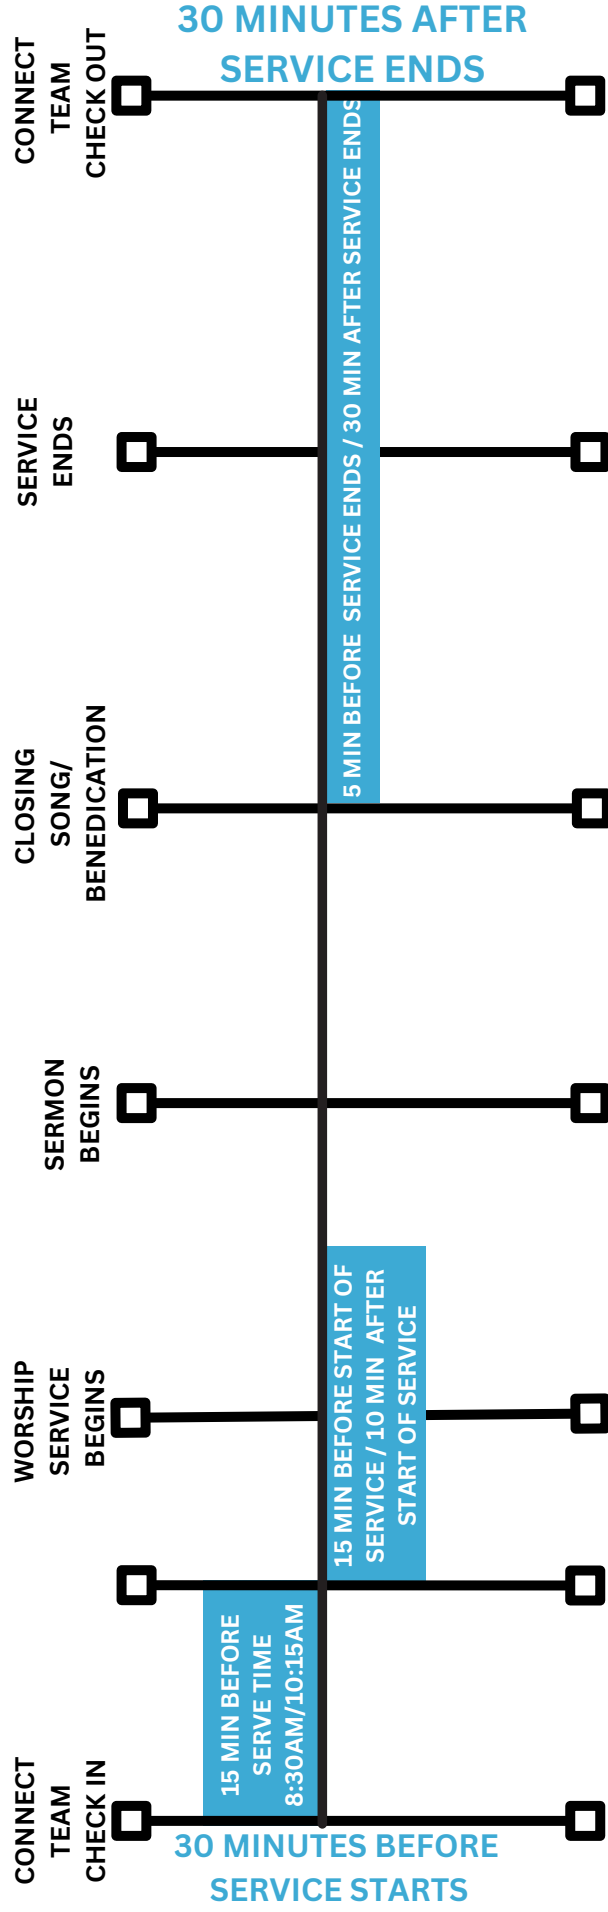 30 MINUTES AFTER
SERVICE ENDS
CONNECT
TEAM
CHECK OUT
5 MIN BEFORE SERVICE ENDS / 30 MIN AFTER SERVICE ENDS
SERVICE
ENDS
CLOSING
SONG/
BENEDICATION
SERMON
BEGINS
15 MIN BEFORE START OF
SERVICE / 10 MIN AFTER
START OF SERVICE
WORSHIP
SERVICE
BEGINS
15 MIN BEFORE
SERVE TIME
8:30AM/10:15AM
CONNECT
TEAM
CHECK IN
30 MINUTES BEFORE
SERVICE STARTS